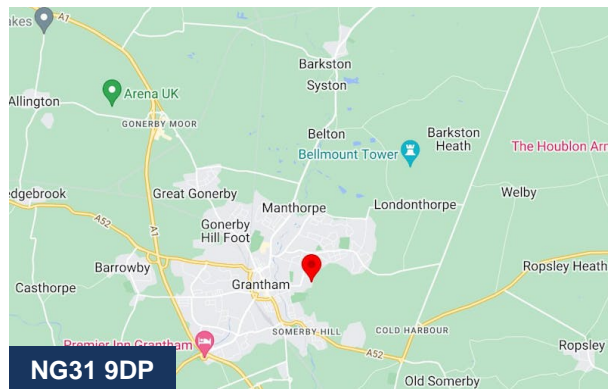 akes
A1
Barkston
Syston
Arena UK
Allington
GONERBY MOOR
Belton
Barkston
Heath
The Houblon Arm
Bellmount Tower
edgebrook
Great Gonerby
Welby
A52
A1
Manthorpe
Londonthorpe
Gonerby
Hill Foot
Barrowby
Ropsley Heath
Casthorpe
Grantham
SOMERBY HILL
COLD HARBOUR
Premier Inn Grantham
A52
Ropsley
Old Somerby
NG31 9DP